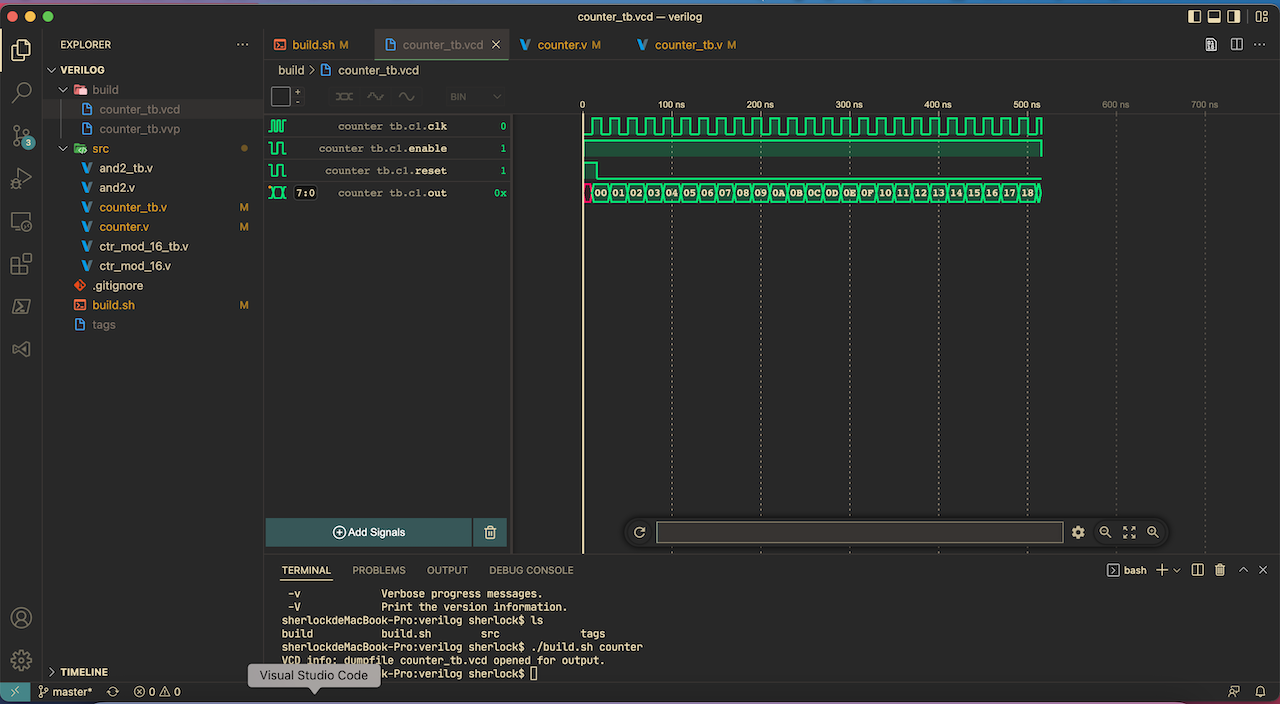 counter_tb.vcd — verilog
EXPLORER
build.sh M
counter_tb.vcd
counter.v M
counter_tb.v M
VERILOG
build
counter_tb.vcd
counter_tb.vvp
src
and2_tb.v
and2.v
counter_tb.v M
counter.v M
ctr_mod_16_tb.v
ctr_mod_16.v
.gitignore
build.sh M
tags
TIMELINE
3
build > counter_tb.vcd
+
-
BIN
0 100 ns 200 ns 300 ns 400 ns 500 ns 600 ns 700 ns
counter tb.c1.clk 0
counter tb.c1.enable 1
counter tb.c1.reset 1
7:0 counter tb.c1.out 0x
00 01 02 03 04 05 06 07 08 09 0A 0B 0C 0D 0E 0F 10 11 12 13 14 15 16 17 18
Add Signals
TERMINAL PROBLEMS OUTPUT DEBUG CONSOLE
bash
-v Verbose progress messages.
-V Print the version information.
sherlockdeMacBook-Pro:verilog sherlock$ ls
build build.sh src tags
sherlockdeMacBook-Pro:verilog sherlock$ ./build.sh counter
VCD info: dumpfile counter_tb.vcd opened for output.
k-Pro:verilog sherlock$
Visual Studio Code
master* 0 0